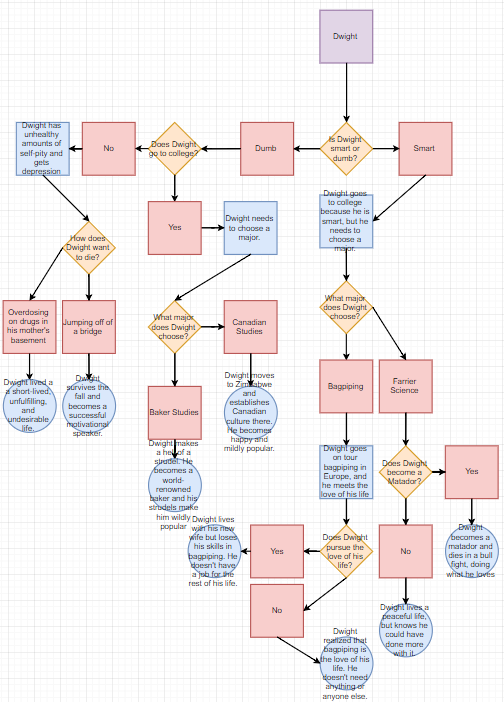 Dwight
Dwight has
unhealthy
amounts of
self-pity and
gets
depression
No
Does Dwight
go to college?
Dumb
Is Dwight
smart or
dumb?
Smart
Yes
Dwight needs
to choose a
major.
Dwight goes
to college
because he is
smart, but he
needs to
choose a
major.
How does
Dwight want
to die?
Overdosing
on drugs in
his mother's
basement
Jumping off of
a bridge
What major
does Dwight
choose?
Canadian
Studies
What major
does Dwight
choose?
Dwight lived a
a short-lived,
unfulfilling,
and
undesirable
life.
Dwight
survives the
fall and
becomes a
successful
motivational
speaker.
Baker Studies
Dwight moves
to Zimbabwe
and
establishes
Canadian
culture there.
He becomes
happy and
mildly popular.
Bagpiping
Farrier
Science
Dwight makes
a hel of a
strudel. He
becomes a
world-
renowned
baker and his
strudels make
him wildly
popular
Dwight goes
on tour
bagpiping in
Europe, and
he meets the
love of his life
Does Dwight
become a
Matador?
Yes
Dwight lives
with his new
wife but loses
his skills in
bagpiping. He
doesn't have
a job for the
rest of his life.
Yes
Does Dwight
pursue the
love of his
life?
No
Dwight
becomes a
matador and
dies in a bull
fight, doing
what he loves
No
Dwight
realized that
bagpiping is
the love of his
life. He
doesn't need
anything or
anyone else.
Dwight lives a
peaceful life,
but knows he
could have
done more
with it.